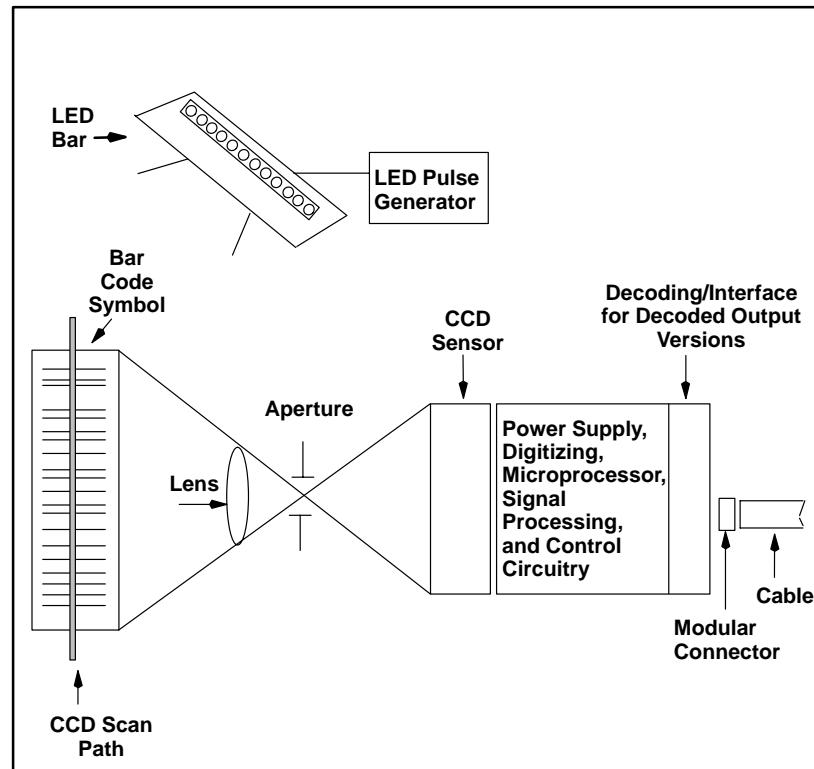 LED
Bar
LED Pulse
Generator
Bar
Code
Symbol
CCD
Sensor
Decoding/Interface
for Decoded Output
Versions
Aperture
Lens
Power Supply,
Digitizing,
Microprocessor,
Signal
Processing,
and Control
Circuitry
Cable
Modular
Connector
CCD Scan
Path